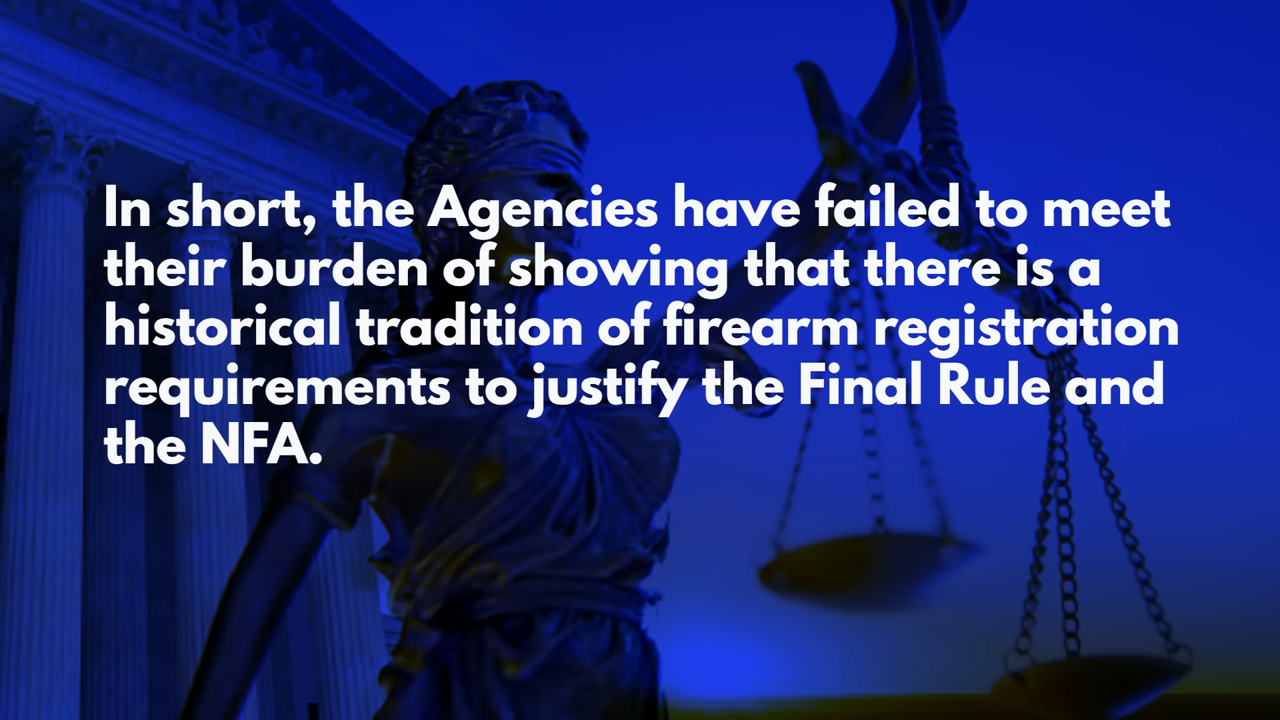 In short, the Agencies have failed to meet
their burden of showing that there is a
historical tradition of firearm registration
requirements to justify the Final Rule and
the NFA.